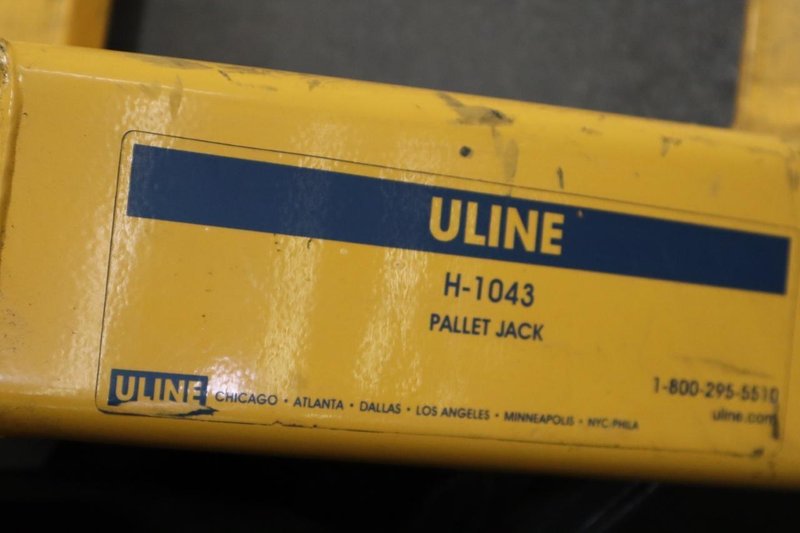 ULINE
H-1043
PALLET JACK
1-800-295-5510
uline.com
ULINE CHICAGO • ATLANTA • DALLAS • LOS ANGELES • MINNEAPOLIS • NYC/PHILA